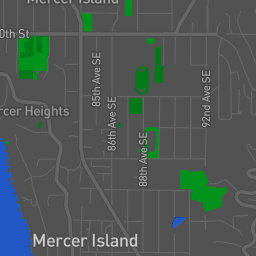 Mercer Island
0th St
85th Ave SE
92nd Ave SE
cer Heights
86th Ave SE
88th Ave SE
Mercer Island